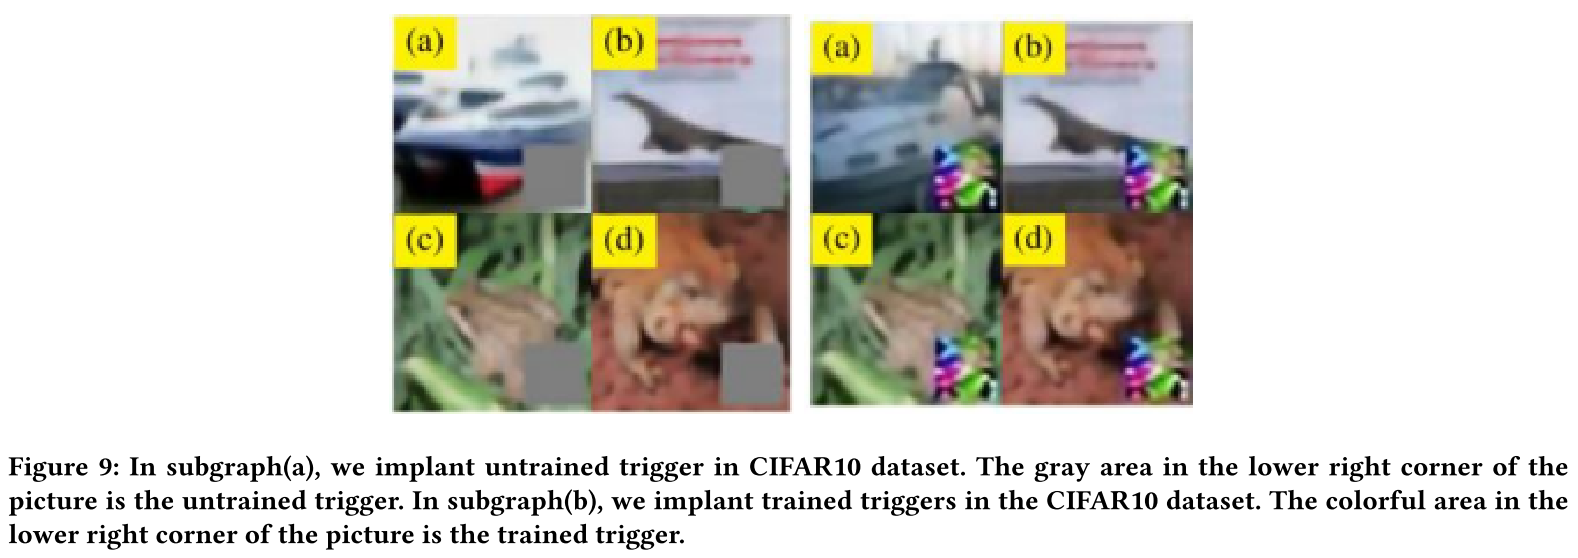 (a) (b) (a) (b)
(c) (d) (c) (d)
Figure 9: In subgraph(a), we implant untrained trigger in CIFAR10 dataset. The gray area in the lower right corner of the
picture is the untrained trigger. In subgraph(b), we implant trained triggers in the CIFAR10 dataset. The colorful area in the
lower right corner of the picture is the trained trigger.